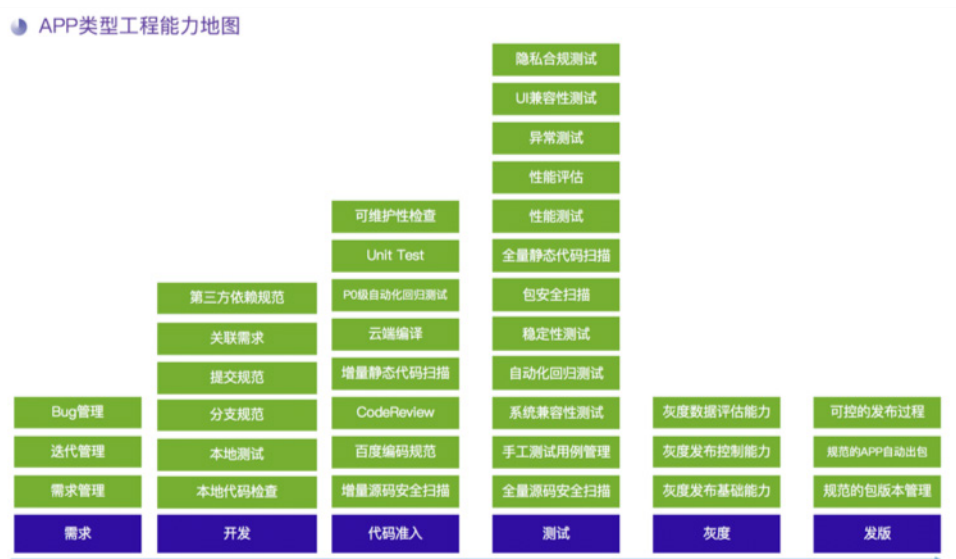 APP类型工程能力地图
隐私合规测试
UI兼容性测试
异常测试
性能评估
可维护性检查
性能测试
Unit Test
全量静态代码扫描
第三方依赖规范
P0级自动化回归测试
包安全扫描
关联需求
云端编译
稳定性测试
提交规范
增量静态代码扫描
自动化回归测试
Bug管理
分支规范
CodeReview
系统兼容性测试
灰度数据评估能力
可控的发布过程
迭代管理
本地测试
百度编码规范
手工测试用例管理
灰度发布控制能力
规范的APP自动出包
需求管理
本地代码检查
增量源码安全扫描
全量源码安全扫描
灰度发布基础能力
规范的包版本管理
需求
开发
代码准入
测试
灰度
发版